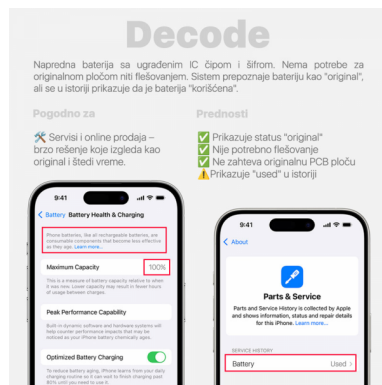 Decode
Napredna baterija sa ugrađenim IC čipom i šifrom. Nema potrebe za
originalnom pločom niti flešovanjem. Sistem prepoznaje bateriju kao "original",
ali se u istoriji prikazuje da je baterija "korišćena".
Pogodno za
🛠️ Servisi i online prodaja –
brzo rešenje koje izgleda kao
original i štedi vreme.
Prednosti
✅ Prikazuje status "original"
✅ Nije potrebno flešovanje
✅ Ne zahteva originalnu PCB ploču
⚠️Prikazuje "used" u istoriji
9:41
Battery Battery Health & Charging
Phone batteries, like all rechargeable batteries, are
consumable components that become less effective
as they age. Learn more...
Maximum Capacity 100%
This is a measure of battery capacity relative to when
it was new. Lower capacity may result in fewer hours
of usage between charges.
Peak Performance Capability
Built-in dynamic software and hardware systems will
help counter performance impacts that may be
noticed as your iPhone battery chemically ages.
Optimized Battery Charging
To reduce battery aging, iPhone learns from your daily
charging routine so it can wait to finish charging past
80% until you need to use it.
9:41
About
Parts & Service
Parts and Service History is collected by Apple
and shows information, status and repair details
for this iPhone. Learn more...
SERVICE HISTORY
Battery Used